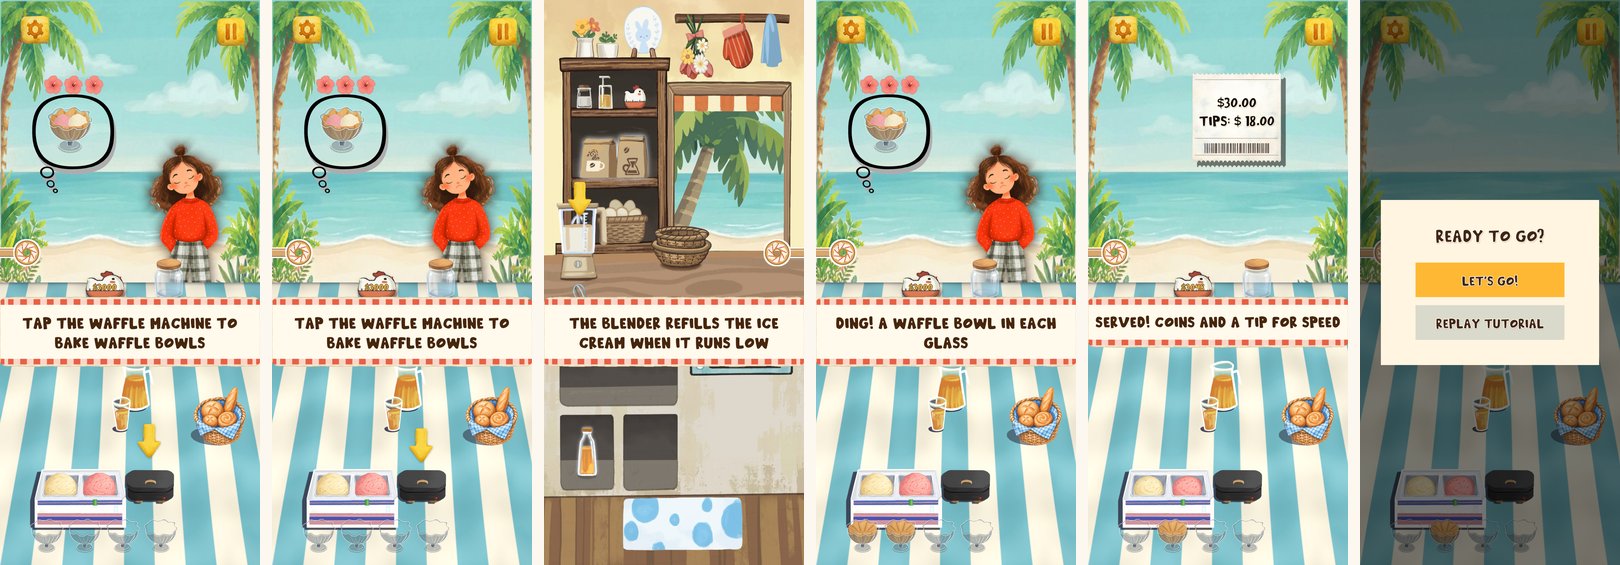 TAP THE WAFFLE MACHINE TO
BAKE WAFFLE BOWLS
TAP THE WAFFLE MACHINE TO
BAKE WAFFLE BOWLS
THE BLENDER REFILLS THE ICE
CREAM WHEN IT RUNS LOW
DING! A WAFFLE BOWL IN EACH
GLASS
$30.00
TIPS: $ 18.00
SERVED! COINS AND A TIP FOR SPEED
READY TO GO?
LET'S GO!
REPLAY TUTORIAL